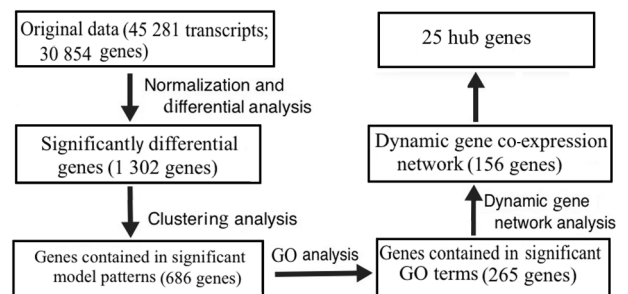 Original data (45 281 transcripts;
30 854 genes)
Normalization and
differential analysis
Significantly differential
genes (1 302 genes)
Clustering analysis
Genes contained in significant
model patterns (686 genes)
GO analysis
Genes contained in significant
GO terms (265 genes)
Dynamic gene
network analysis
Dynamic gene co-expression
network (156 genes)
25 hub genes